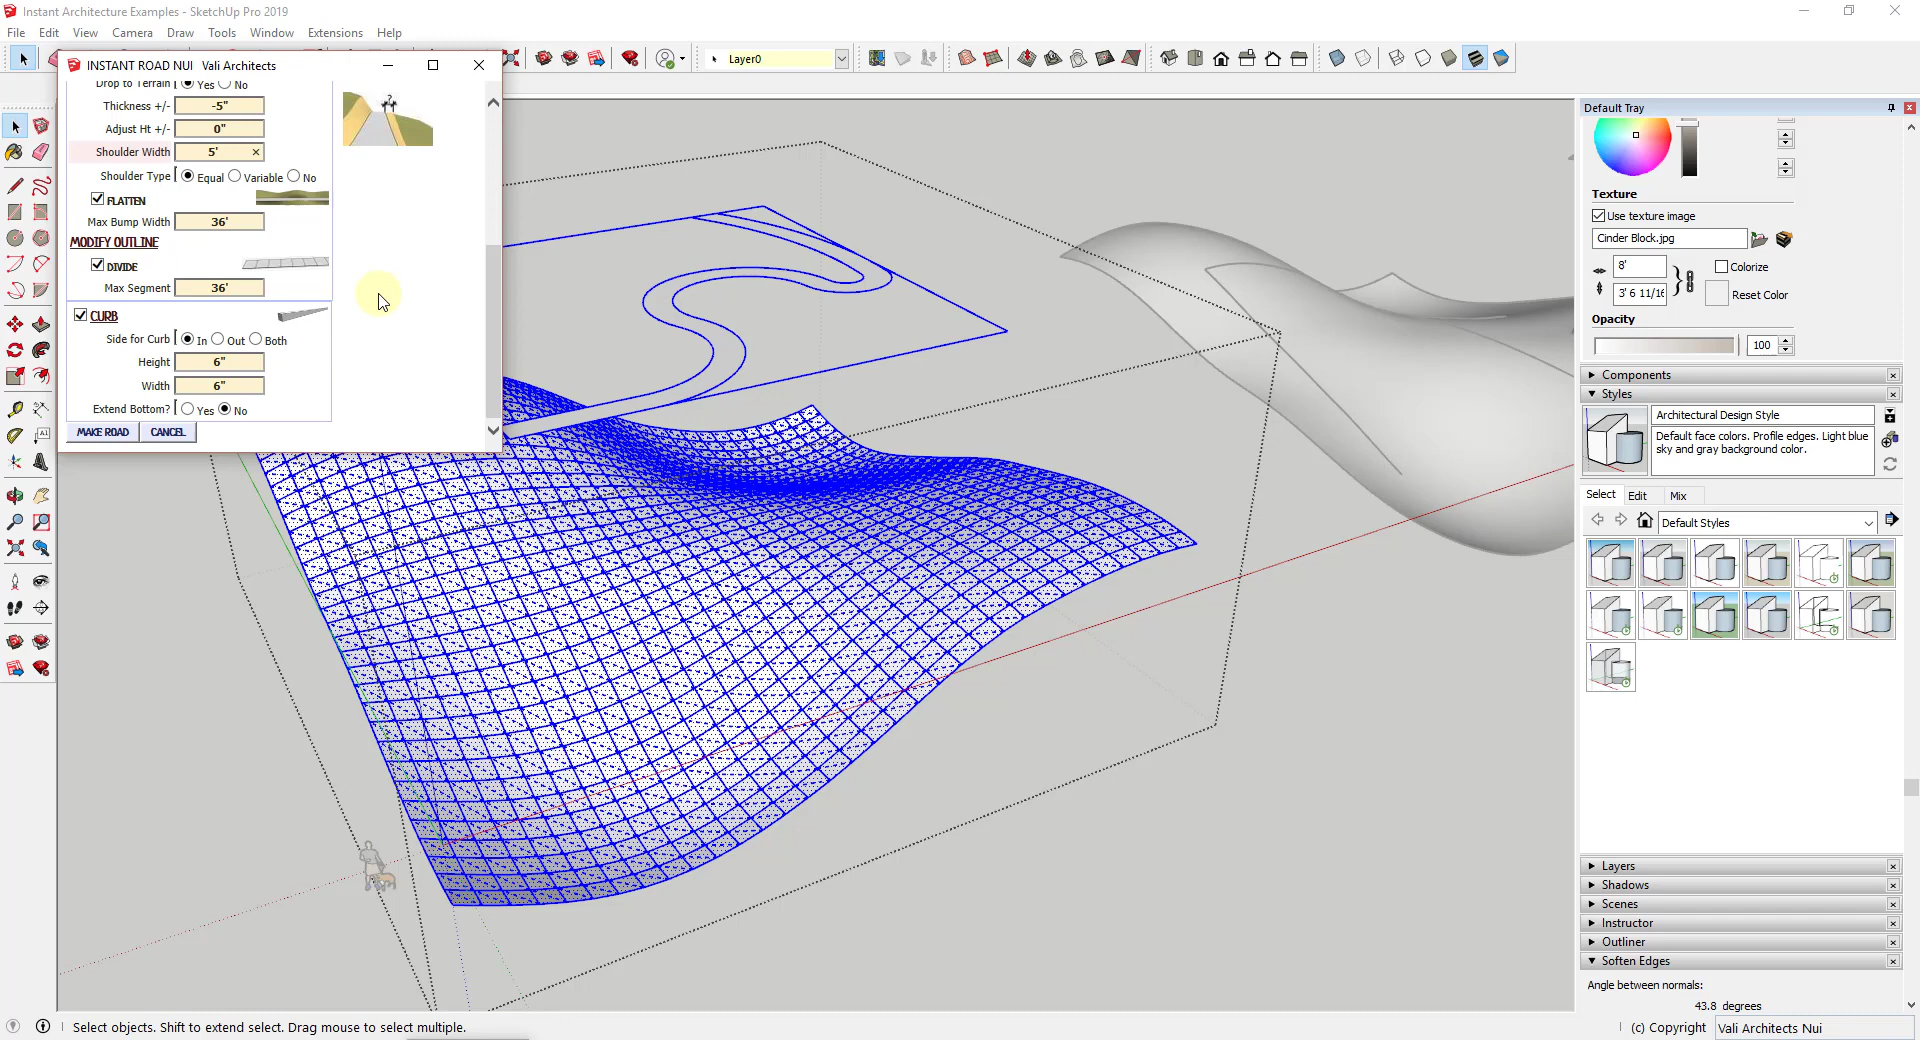 Instant Architecture Examples - SketchUp Pro 2019
File Edit View Camera Draw Tools Window Extensions Help
INSTANT ROAD NUI Vali Architects
Layer0
Drop to Terrain Yes No
Thickness +/- -5"
Adjust Ht +/- 0"
Shoulder Width 5' ×
Shoulder Type Equal Variable No
FLATTEN
Max Bump Width 36'
MODIFY OUTLINE
DIVIDE
Max Segment 36'
CURB
Side for Curb In Out Both
Height 6"
Width 6"
Extend Bottom? Yes No
MAKE ROAD CANCEL
Default Tray
Texture
Use texture image
Cinder Block.jpg
8' Colorize
3' 6 11/16 Reset Color
Opacity
100
Components
Styles
Architectural Design Style
Default face colors. Profile edges. Light blue
sky and gray background color.
Select Edit Mix
Default Styles
Layers
Shadows
Scenes
Instructor
Outliner
Soften Edges
Angle between normals:
43.8 degrees
Select objects. Shift to extend select. Drag mouse to select multiple.
(c) Copyright Vali Architects Nui